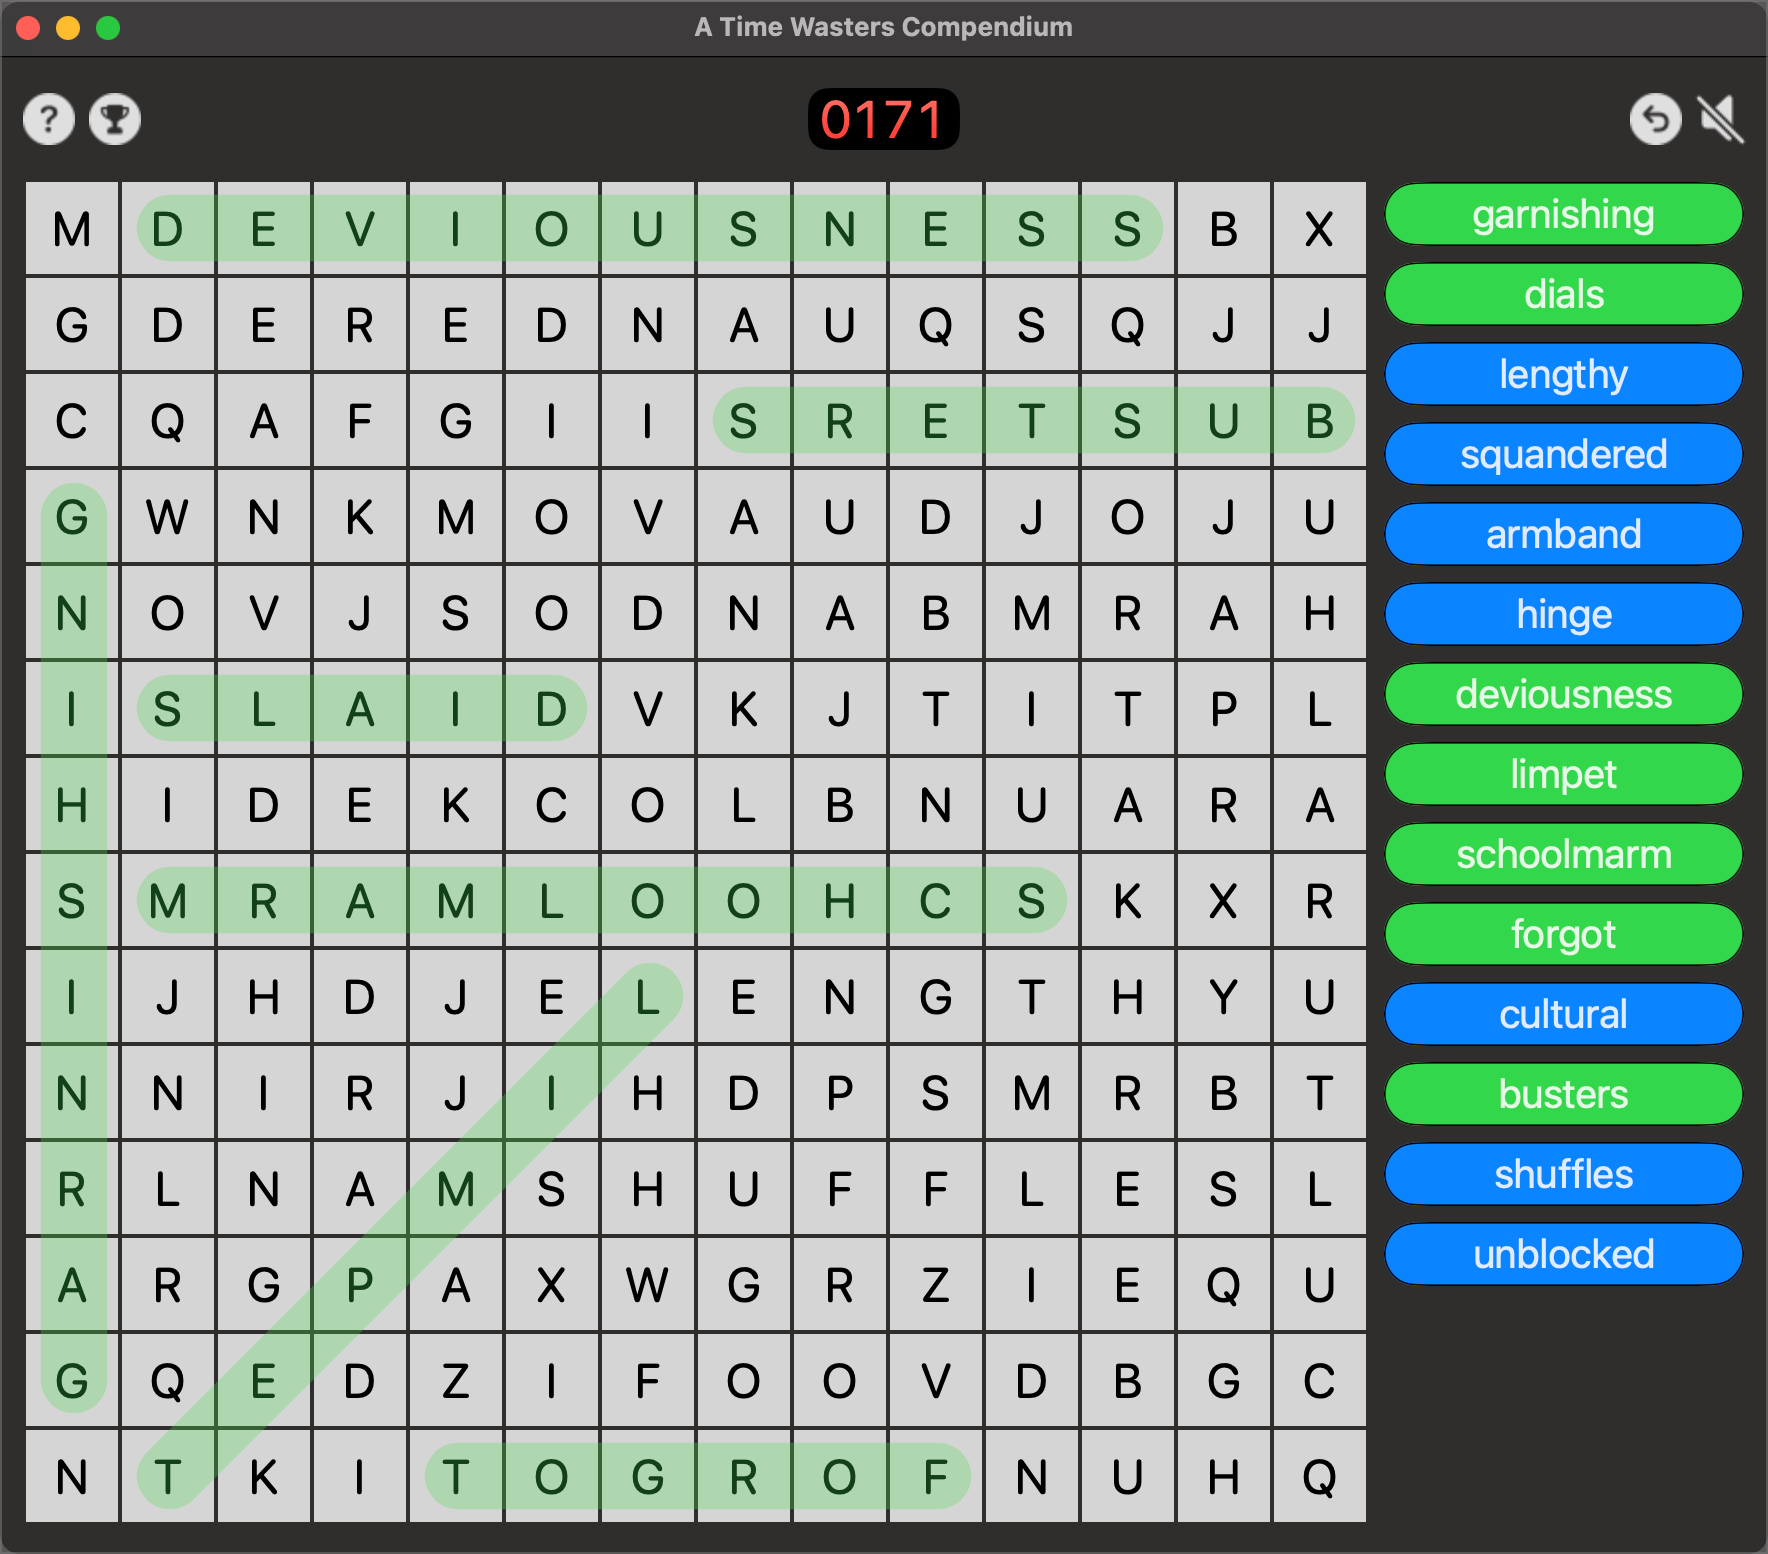 A Time Wasters Compendium
?
0171
M D E V I O U S N E S S B X
G D E R E D N A U Q S Q J J
C Q A F G I I S R E T S U B
G W N K M O V A U D J O J U
N O V J S O D N A B M R A H
I S L A I D V K J T I T P L
H I D E K C O L B N U A R A
S M R A M L O O H C S K X R
I J H D J E L E N G T H Y U
N N I R J I H D P S M R B T
R L N A M S H U F F L E S L
A R G P A X W G R Z I E Q U
G Q E D Z I F O O V D B G C
N T K I T O G R O F N U H Q
garnishing
dials
lengthy
squandered
armband
hinge
deviousness
limpet
schoolmarm
forgot
cultural
busters
shuffles
unblocked